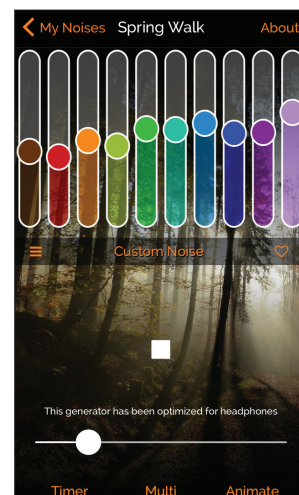 My Noises Spring Walk About
Custom Noise
This generator has been optimized for headphones
Timer Multi Animate